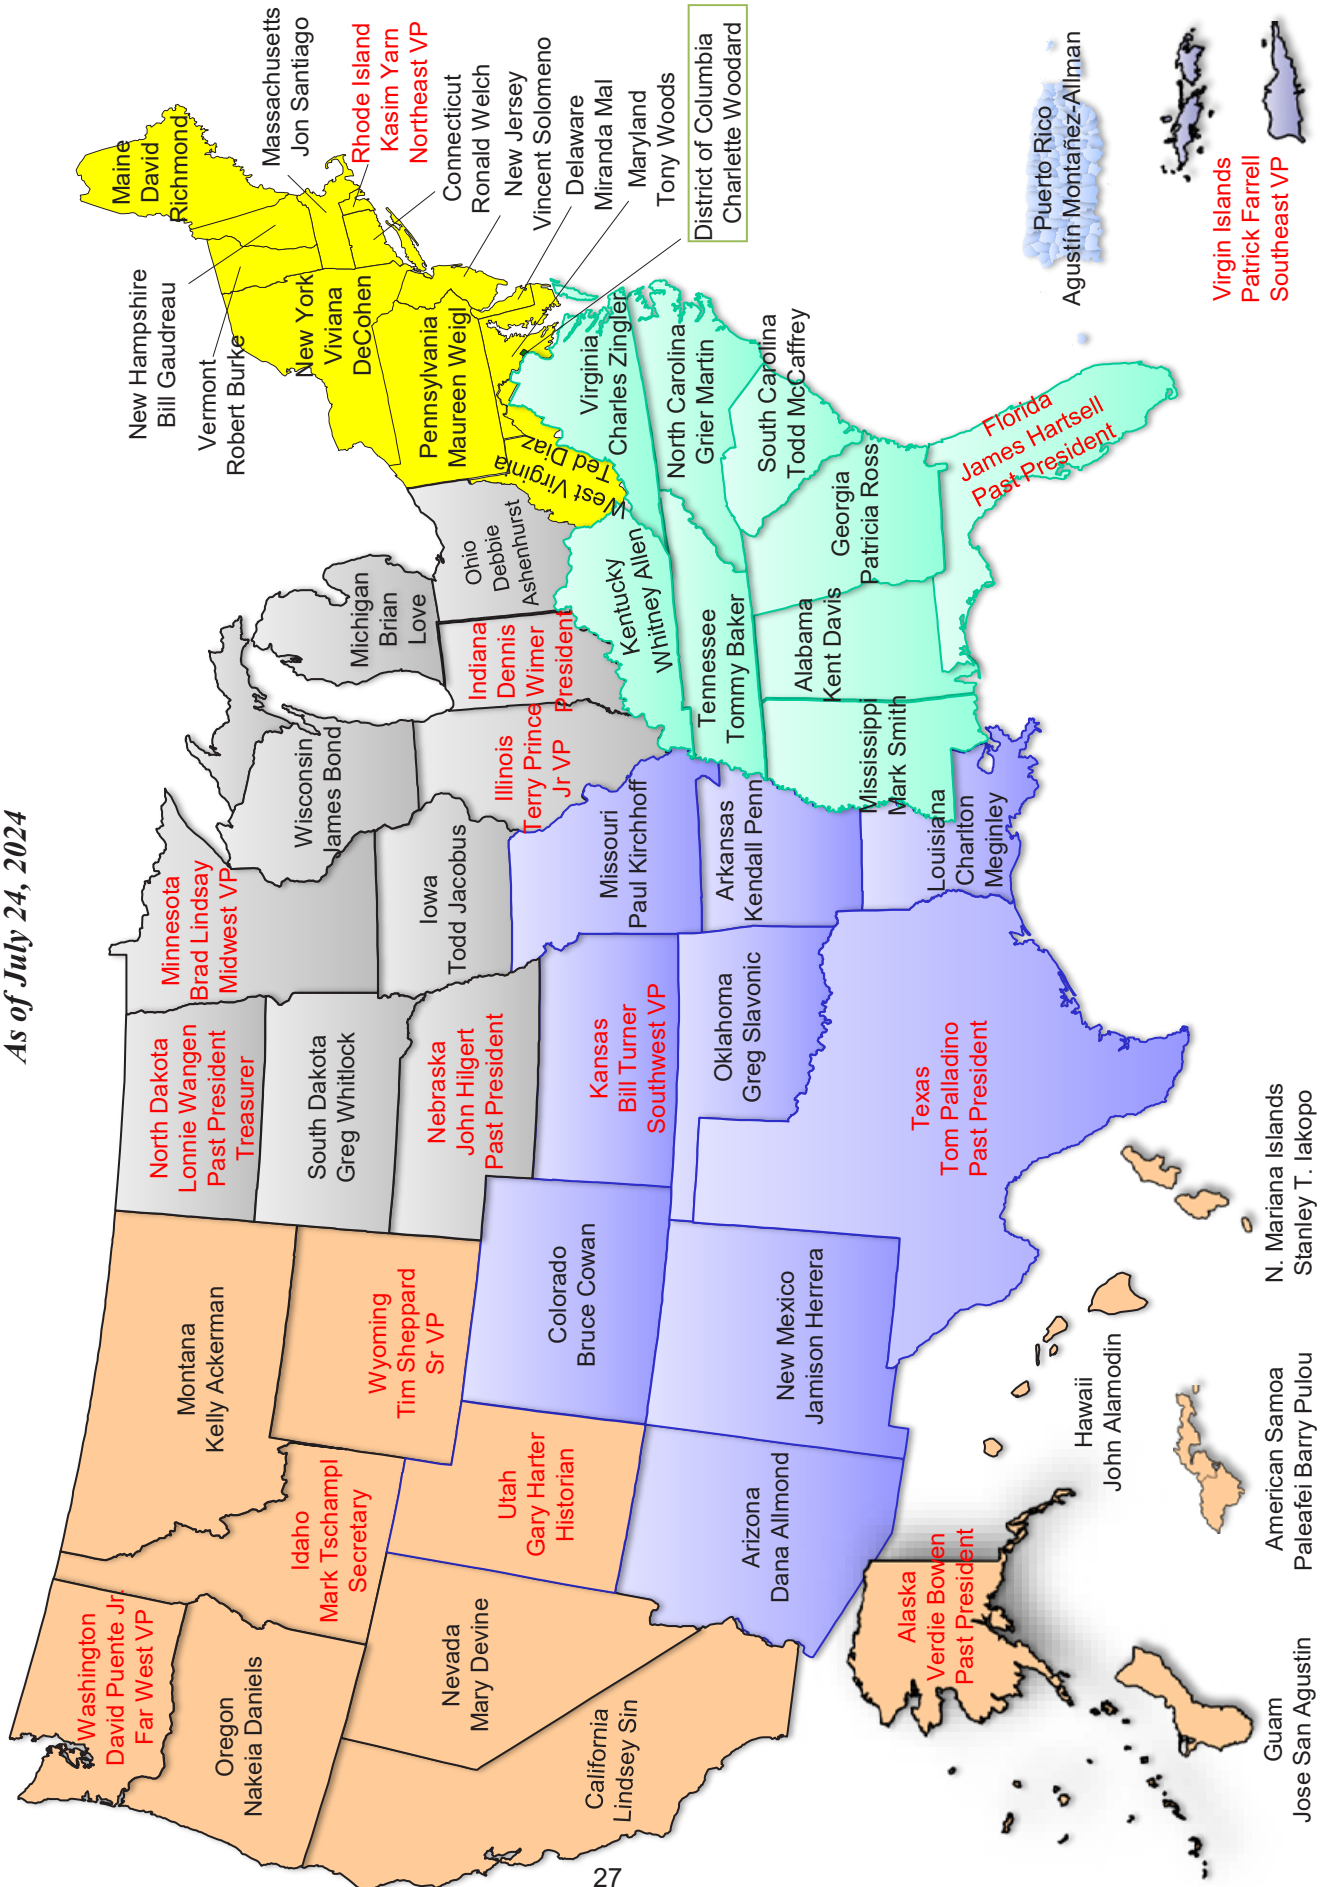 As of July 24, 2024
Washington
David Puente Jr.
Far West VP
Oregon
Nakeia Daniels
California
Lindsey Sin
Nevada
Mary Devine
Idaho
Mark Tschampl
Secretary
Montana
Kelly Ackerman
Wyoming
Tim Sheppard
Sr VP
Utah
Gary Harter
Historian
Arizona
Dana Allmond
Colorado
Bruce Cowan
New Mexico
Jamison Herrera
North Dakota
Lonnie Wangen
Past President
Treasurer
South Dakota
Greg Whitlock
Nebraska
John Hilgert
Past President
Kansas
Bill Turner
Southwest VP
Oklahoma
Greg Slavonic
Texas
Tom Palladino
Past President
Minnesota
Brad Lindsay
Midwest VP
Iowa
Todd Jacobus
Missouri
Paul Kirchhoff
Arkansas
Kendall Penn
Louisiana
Charlton
Meginley
Wisconsin
James Bond
Illinois
Terry Prince
Jr VP
Michigan
Brian
Love
Indiana
Dennis
Wimer
President
Ohio
Debbie
Ashenhurst
Kentucky
Whitney Allen
Tennessee
Tommy Baker
Mississippi
Mark Smith
Alabama
Kent Davis
Georgia
Patricia Ross
Florida
James Hartsell
Past President
South Carolina
Todd McCaffrey
North Carolina
Grier Martin
Virginia
Charles Zingler
West Virginia
Ted Diaz
Pennsylvania
Maureen Weigl
New York
Viviana
DeCohen
Vermont
Robert Burke
New Hampshire
Bill Gaudreau
Maine
David
Richmond
Massachusetts
Jon Santiago
Rhode Island
Kasim Yarn
Northeast VP
Connecticut
Ronald Welch
New Jersey
Vincent Solomeno
Delaware
Miranda Mal
Maryland
Tony Woods
District of Columbia
Charlette Woodard
Puerto Rico
Agustín Montañez-Allman
Virgin Islands
Patrick Farrell
Southeast VP
Alaska
Verdie Bowen
Past President
Hawaii
John Alamodin
Guam
Jose San Agustin
American Samoa
Paleafei Barry Pulou
N. Mariana Islands
Stanley T. Iakopo
27